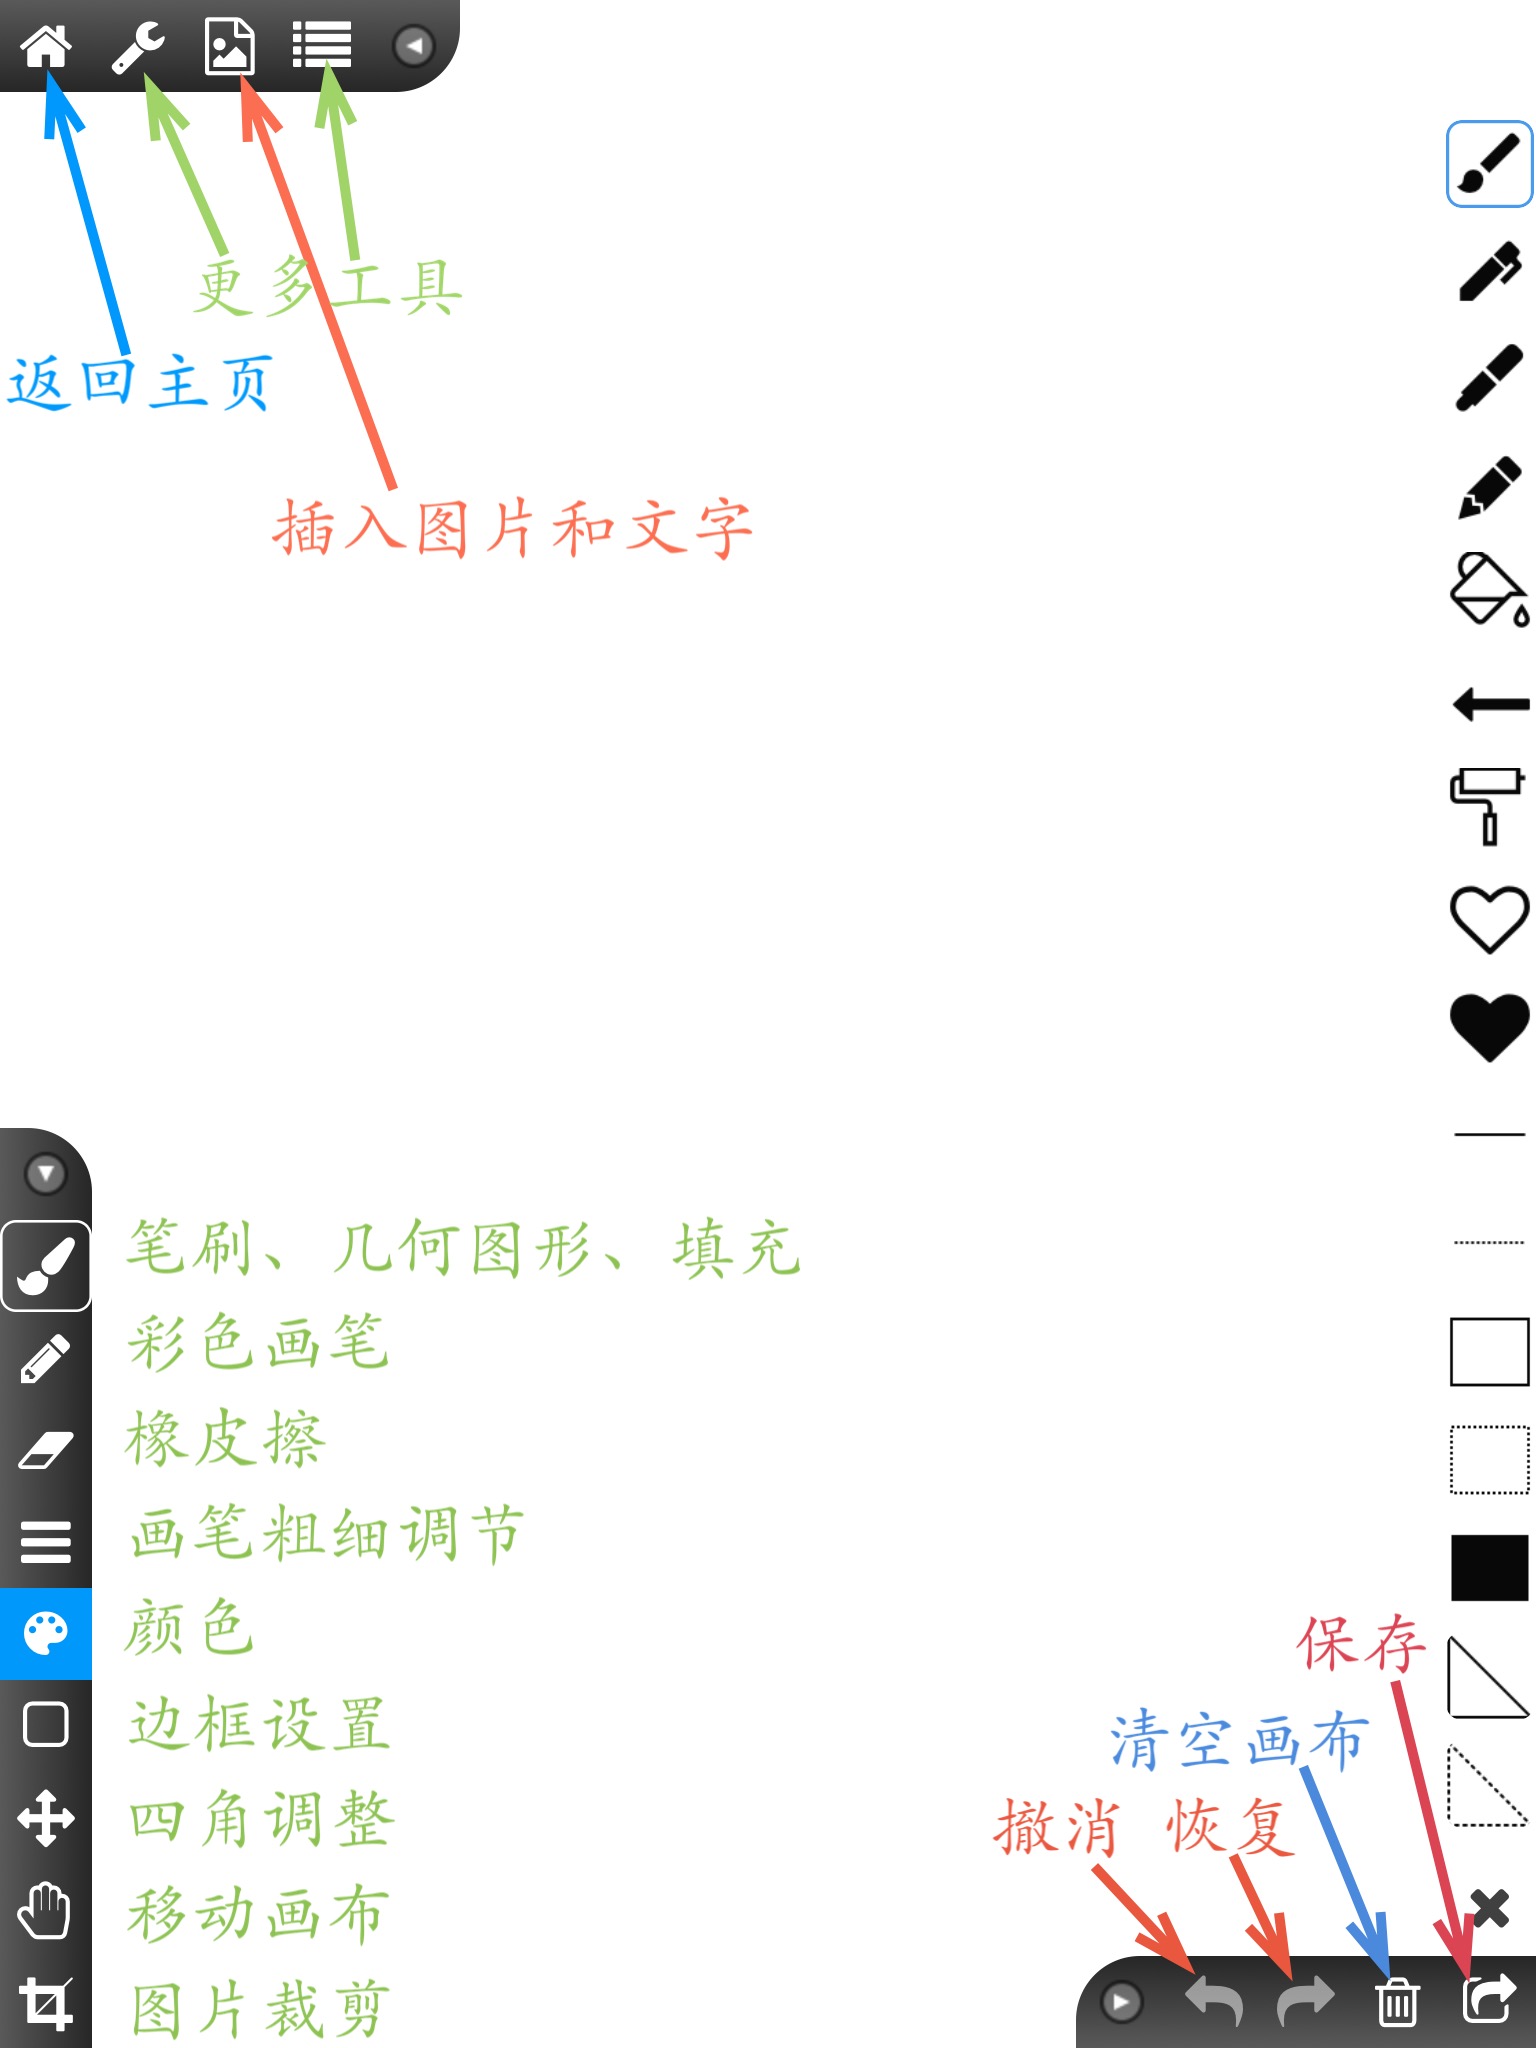 更多工具
返回主页
插入图片和文字
笔刷、几何图形、填充
彩色画笔
橡皮擦
画笔粗细调节
颜色
边框设置
四角调整
移动画布
图片裁剪
保存
清空画布
撤消 恢复